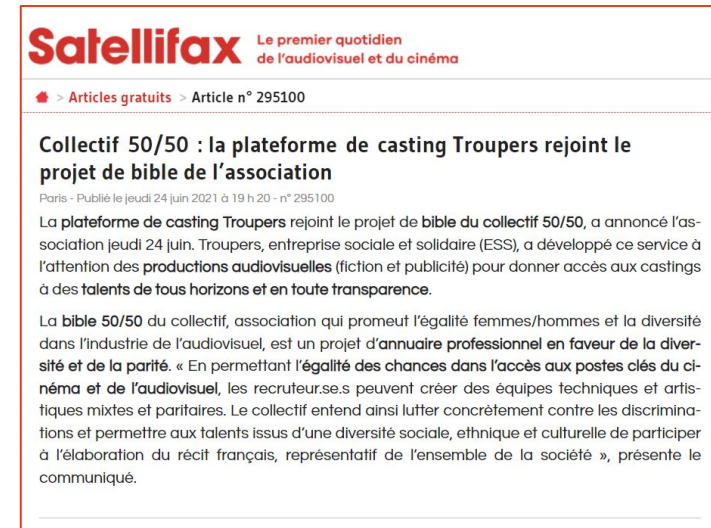 Satellifax Le premier quotidien
de l'audiovisuel et du cinéma
> Articles gratuits > Article n° 295100
Collectif 50/50 : la plateforme de casting Troupers rejoint le
projet de bible de l'association
Paris - Publié le jeudi 24 juin 2021 à 19 h 20 - n° 295100
La plateforme de casting Troupers rejoint le projet de bible du collectif 50/50, a annoncé l'as-
sociation jeudi 24 juin. Troupers, entreprise sociale et solidaire (ESS), a développé ce service à
l'attention des productions audiovisuelles (fiction et publicité) pour donner accès aux castings
à des talents de tous horizons et en toute transparence.
La bible 50/50 du collectif, association qui promeut l'égalité femmes/hommes et la diversité
dans l'industrie de l'audiovisuel, est un projet d'annuaire professionnel en faveur de la diver-
sité et de la parité. « En permettant l'égalité des chances dans l'accès aux postes clés du ci-
néma et de l'audiovisuel, les recruteur.se.s peuvent créer des équipes techniques et artis-
tiques mixtes et paritaires. Le collectif entend ainsi lutter concrètement contre les discrimina-
tions et permettre aux talents issus d'une diversité sociale, ethnique et culturelle de participer
à l'élaboration du récit français, représentatif de l'ensemble de la société », présente le
communiqué.